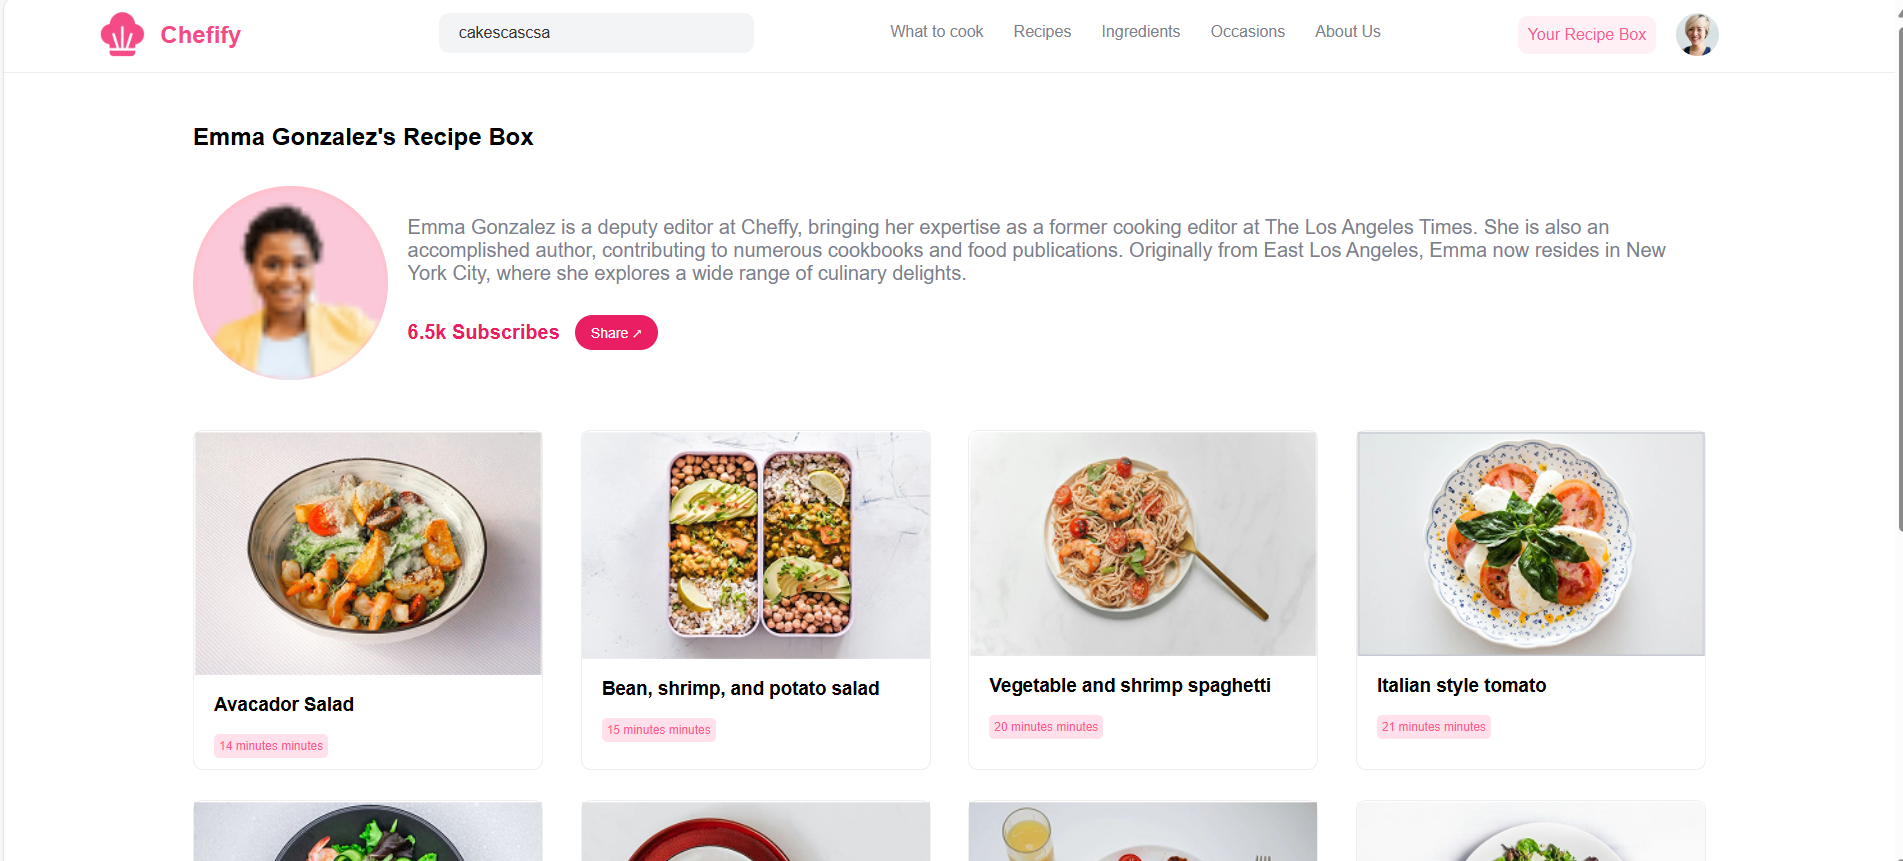 Chefify
cakescascsa
What to cook
Recipes
Ingredients
Occasions
About Us
Your Recipe Box
Emma Gonzalez's Recipe Box
Emma Gonzalez is a deputy editor at Cheffy, bringing her expertise as a former cooking editor at The Los Angeles Times. She is also an
accomplished author, contributing to numerous cookbooks and food publications. Originally from East Los Angeles, Emma now resides in New
York City, where she explores a wide range of culinary delights.
6.5k Subscribes
Share ↗
Avacador Salad
14 minutes minutes
Bean, shrimp, and potato salad
15 minutes minutes
Vegetable and shrimp spaghetti
20 minutes minutes
Italian style tomato
21 minutes minutes